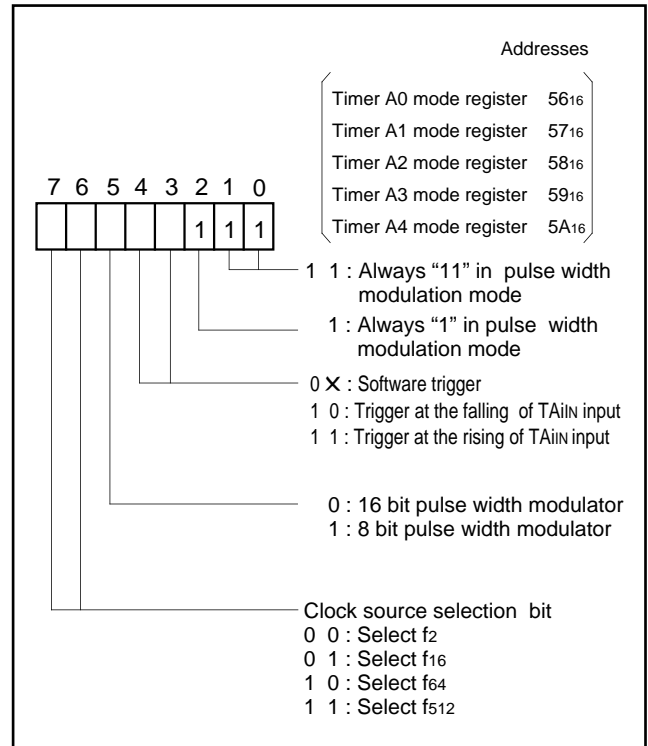 Addresses
Timer A0 mode register 5616
Timer A1 mode register 5716
Timer A2 mode register 5816
Timer A3 mode register 5916
Timer A4 mode register 5A16
7 6 5 4 3 2 1 0
1 1 1
1 1 : Always “11” in pulse width
modulation mode
1 : Always “1” in pulse width
modulation mode
0 × : Software trigger
1 0 : Trigger at the falling of TAiIN input
1 1 : Trigger at the rising of TAiIN input
0 : 16 bit pulse width modulator
1 : 8 bit pulse width modulator
Clock source selection bit
0 0 : Select f2
0 1 : Select f16
1 0 : Select f64
1 1 : Select f512